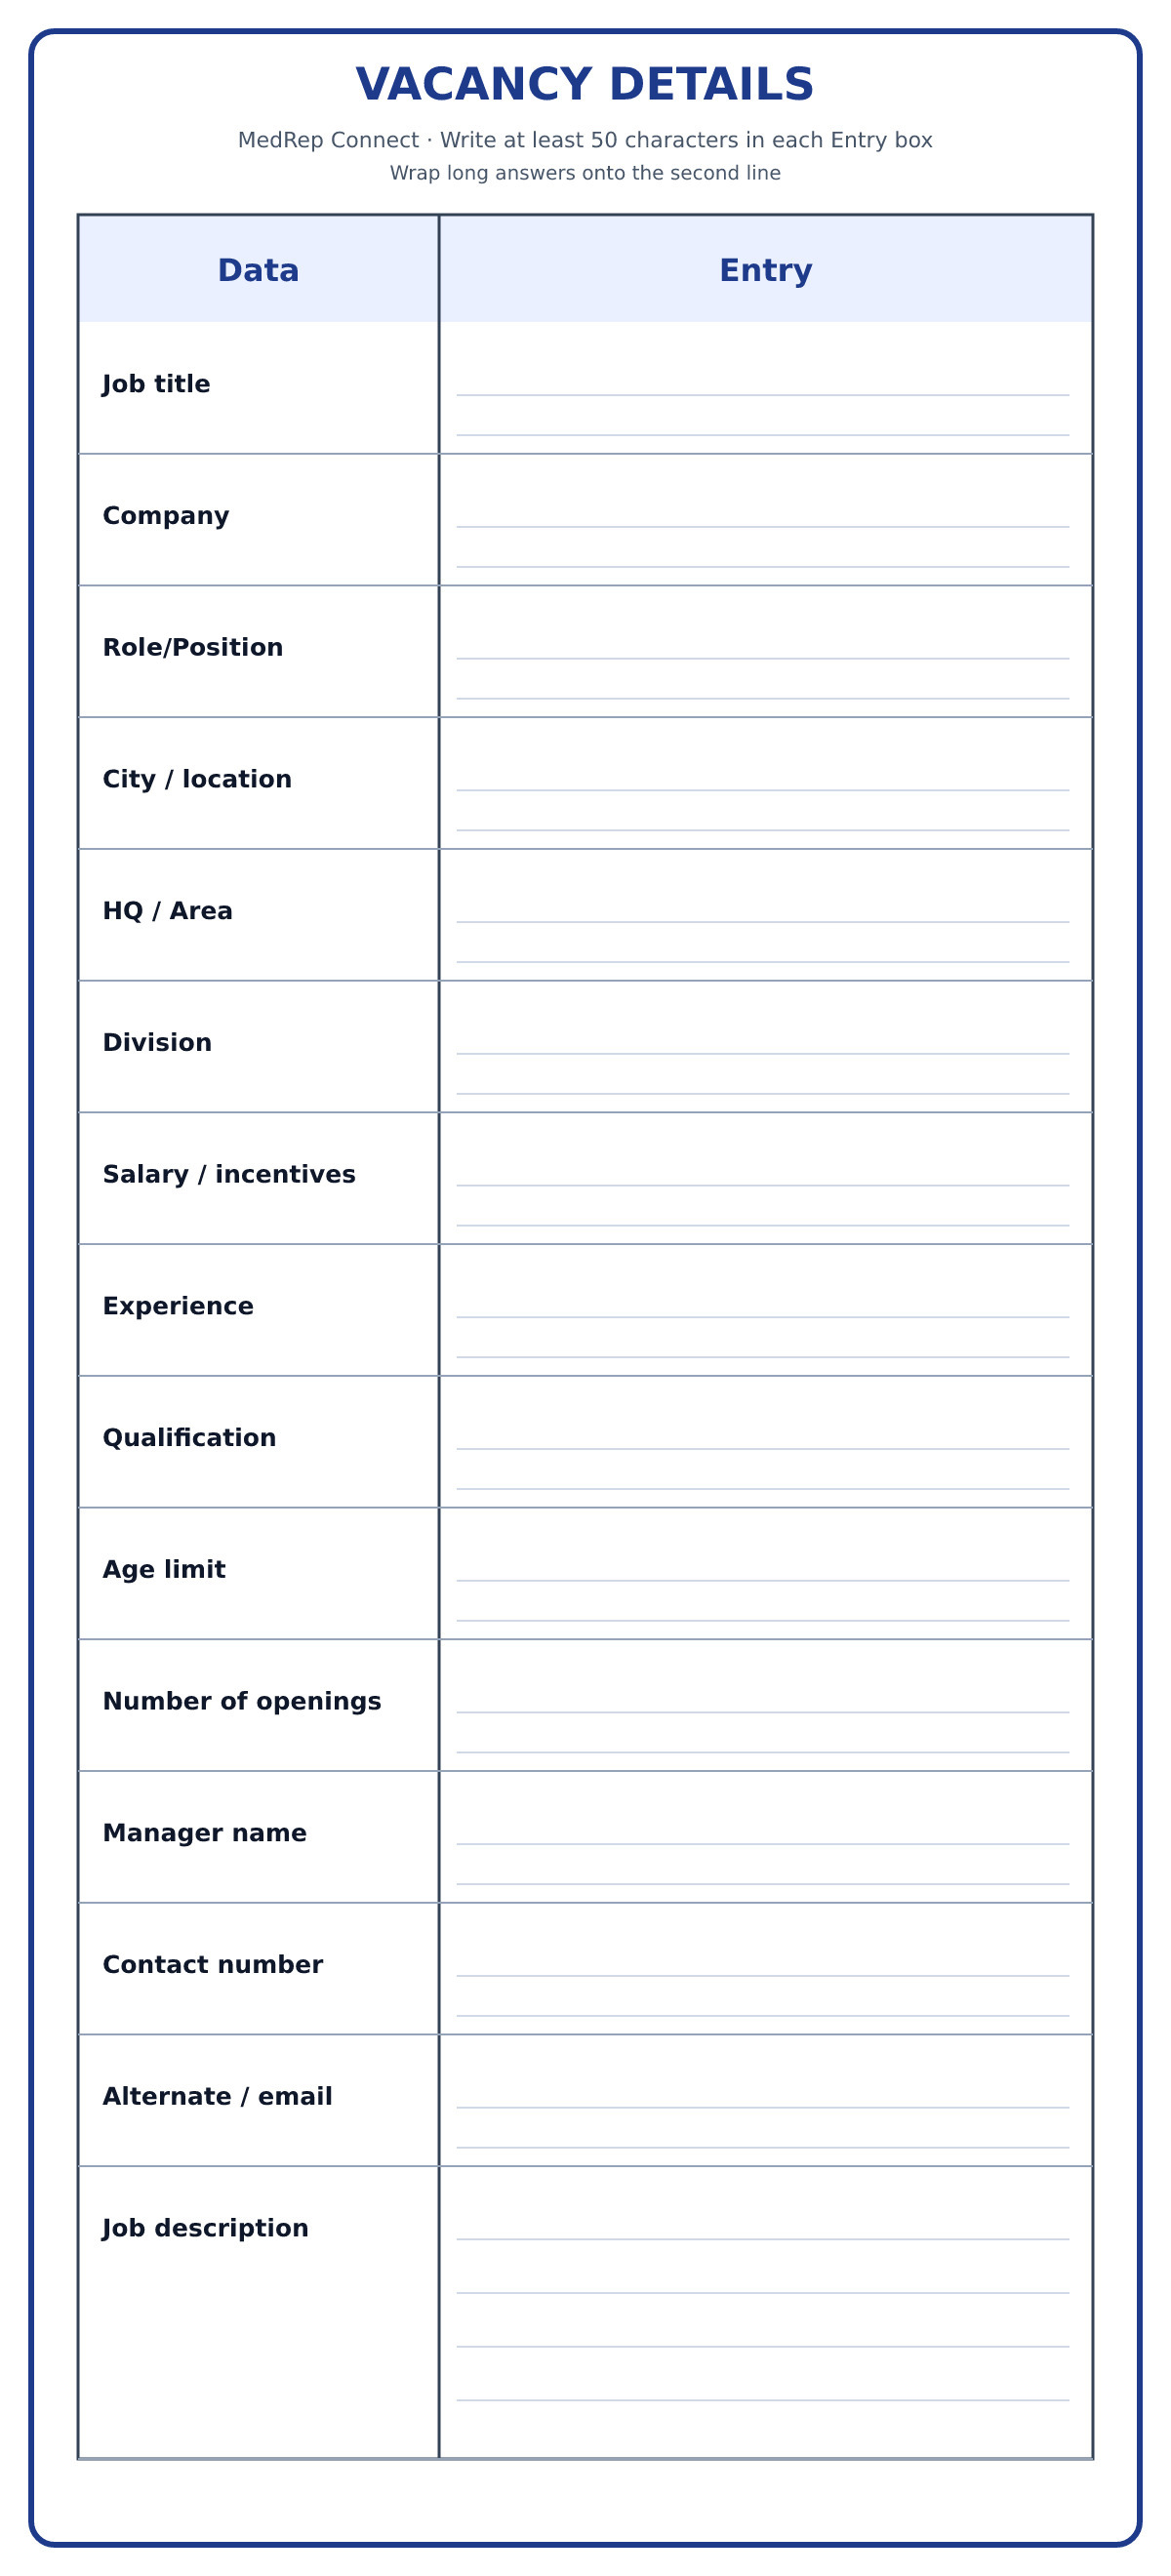 VACANCY DETAILS
MedRep Connect · Write at least 50 characters in each Entry box
Wrap long answers onto the second line
Data Entry
Job title
Company
Role/Position
City / location
HQ / Area
Division
Salary / incentives
Experience
Qualification
Age limit
Number of openings
Manager name
Contact number
Alternate / email
Job description